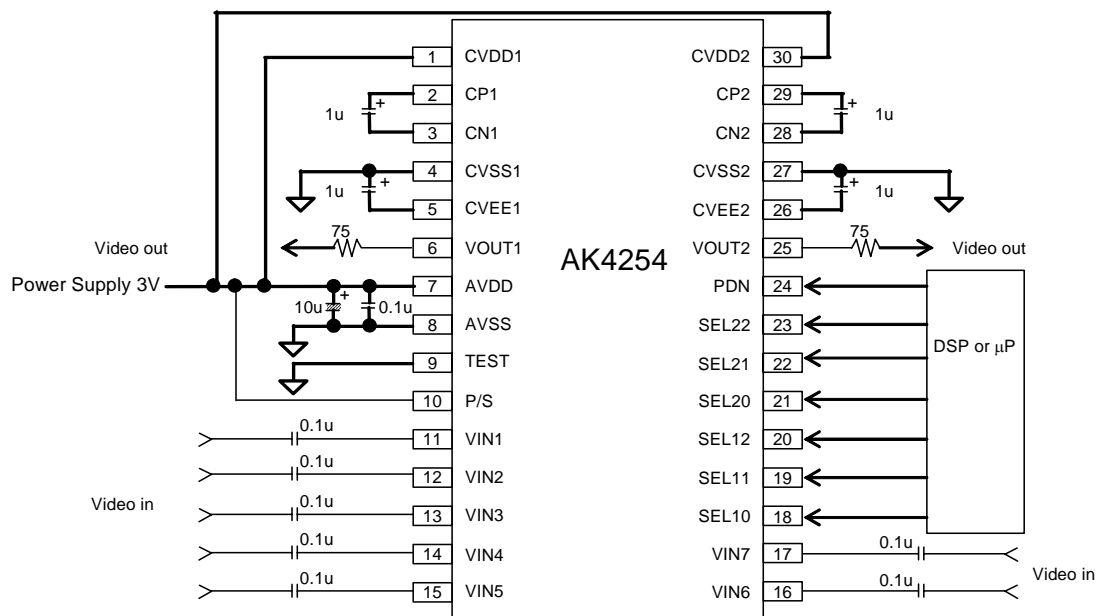 1 CVDD1 CVDD2 30
2 CP1 CP2 29
1u + + 1u
3 CN1 CN2 28
4 CVSS1 CVSS2 27
1u + + 1u
5 CVEE1 CVEE2 26
Video out 75 6 VOUT1 VOUT2 25 75 Video out
AK4254
Power Supply 3V 7 AVDD PDN 24
10u + 0.1u
8 AVSS SEL22 23
DSP or μP
9 TEST SEL21 22
10 P/S SEL20 21
0.1u 11 VIN1 SEL12 20
0.1u 12 VIN2 SEL11 19
Video in
0.1u 13 VIN3 SEL10 18
0.1u 14 VIN4 VIN7 17 0.1u
Video in
0.1u 15 VIN5 VIN6 16 0.1u